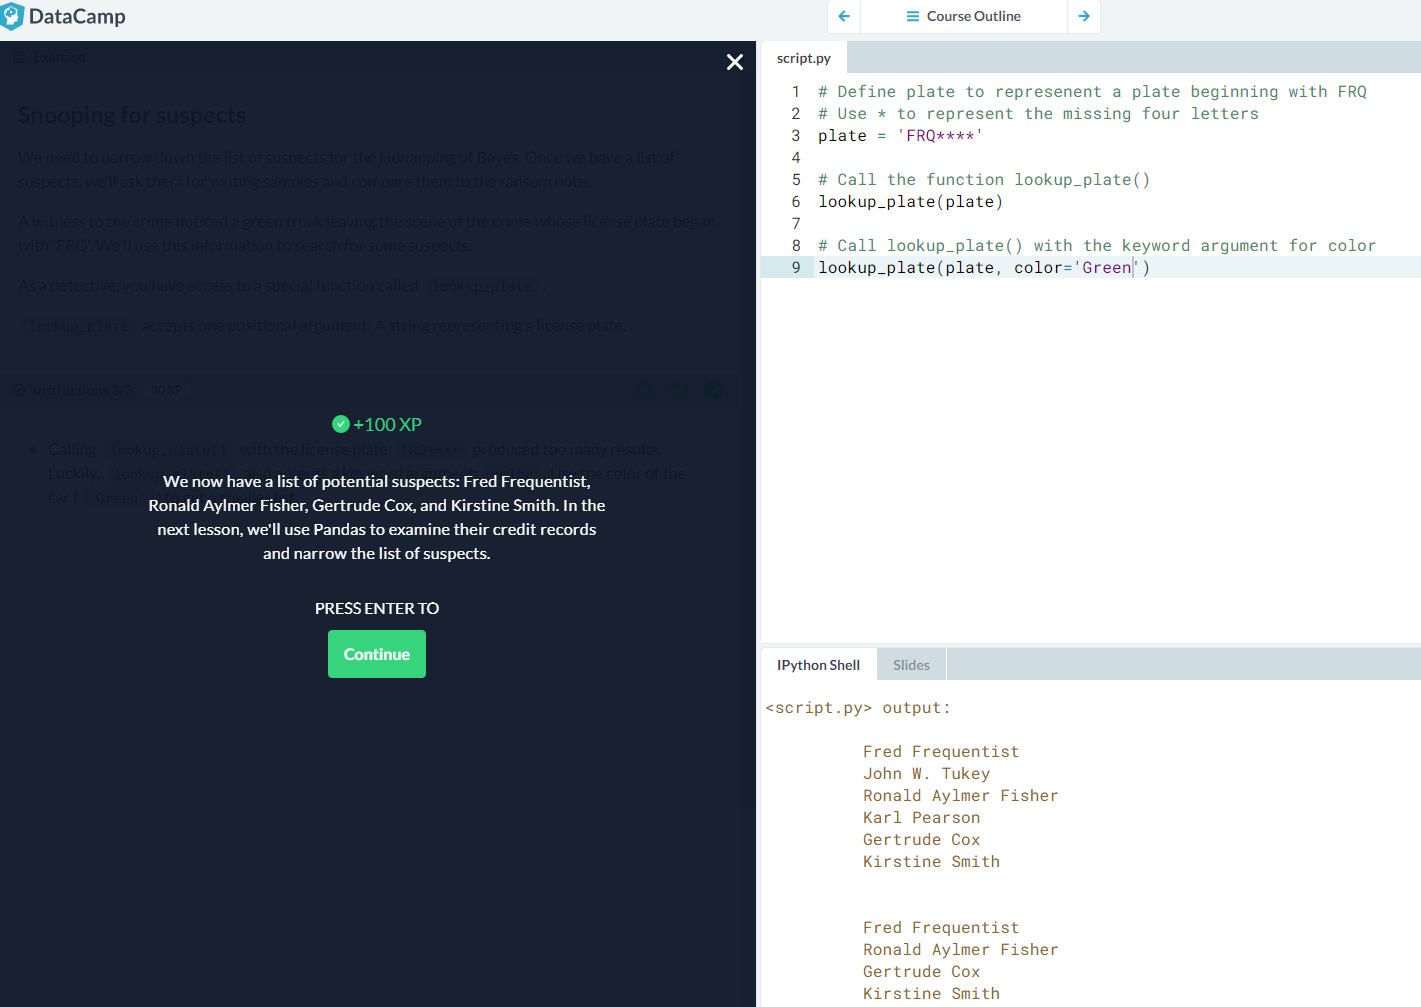 DataCamp
Course Outline
Exercise
Snooping for suspects
We need to narrow down the list of suspects for the kidnapping of Bayes. Once we have a list of
suspects, we'll ask them for writing samples and compare them to the ransom note.
A witness to the crime noticed a green truck leaving the scene of the crime whose license plate began
with 'FRQ'. We'll use this information to search for some suspects.
As a detective, you have access to a special function called lookup_plate .
lookup_plate accepts one positional argument: A string representing a license plate.
Instructions 3/3 30 XP
+100 XP
Calling lookup_plate() with the license plate FRQ**** produced too many results.
Luckily, lookup_plate() also accepts a keyword argument: color . Use the color of the
car ( 'Green'
We now have a list of potential suspects: Fred Frequentist,
Ronald Aylmer Fisher, Gertrude Cox, and Kirstine Smith. In the
next lesson, we'll use Pandas to examine their credit records
and narrow the list of suspects.
PRESS ENTER TO
Continue
script.py
1 # Define plate to represenent a plate beginning with FRQ
2 # Use * to represent the missing four letters
3 plate = 'FRQ****'
4
5 # Call the function lookup_plate()
6 lookup_plate(plate)
7
8 # Call lookup_plate() with the keyword argument for color
9 lookup_plate(plate, color='Green')
IPython Shell
Slides
<script.py> output:
Fred Frequentist
John W. Tukey
Ronald Aylmer Fisher
Karl Pearson
Gertrude Cox
Kirstine Smith
Fred Frequentist
Ronald Aylmer Fisher
Gertrude Cox
Kirstine Smith